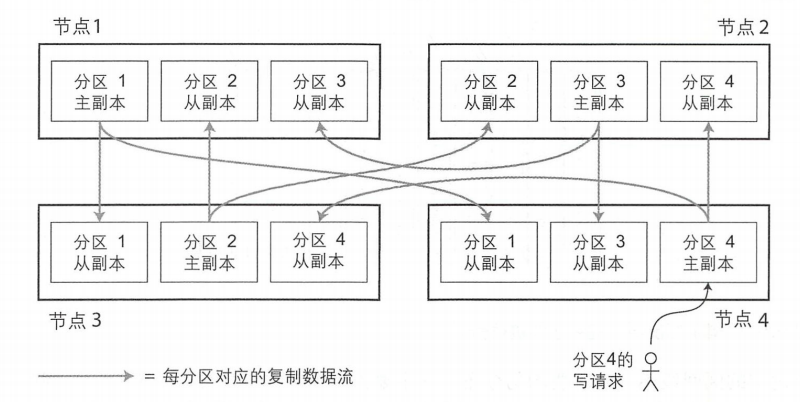 节点1
节点 2
分区 1
主副本
分区 2
从副本
分区 3
从副本
分区 2
从副本
分区 3
主副本
分区 4
从副本
分区 1
从副本
分区 2
主副本
分区 4
从副本
分区 1
从副本
分区 3
从副本
分区 4
主副本
节点 3
节点 4
分区4的
写请求
= 每分区对应的复制数据流